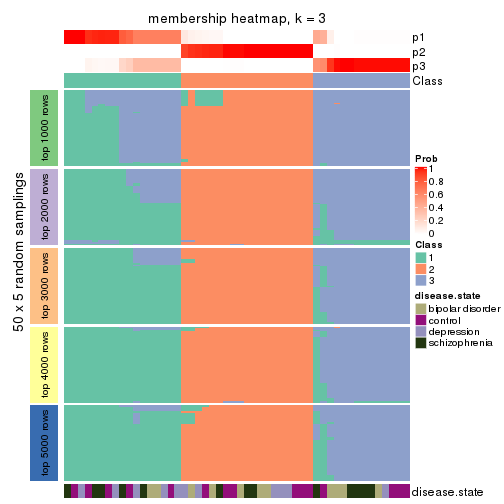 membership heatmap, k = 3
p1
p2
p3
Class
50 x 5 random samplings
top 1000 rows
top 2000 rows
top 3000 rows
top 4000 rows
top 5000 rows
Prob
1
0.8
0.6
0.4
0.2
0
Class
1
2
3
disease.state
bipolar disorder
control
depression
schizophrenia
disease.state